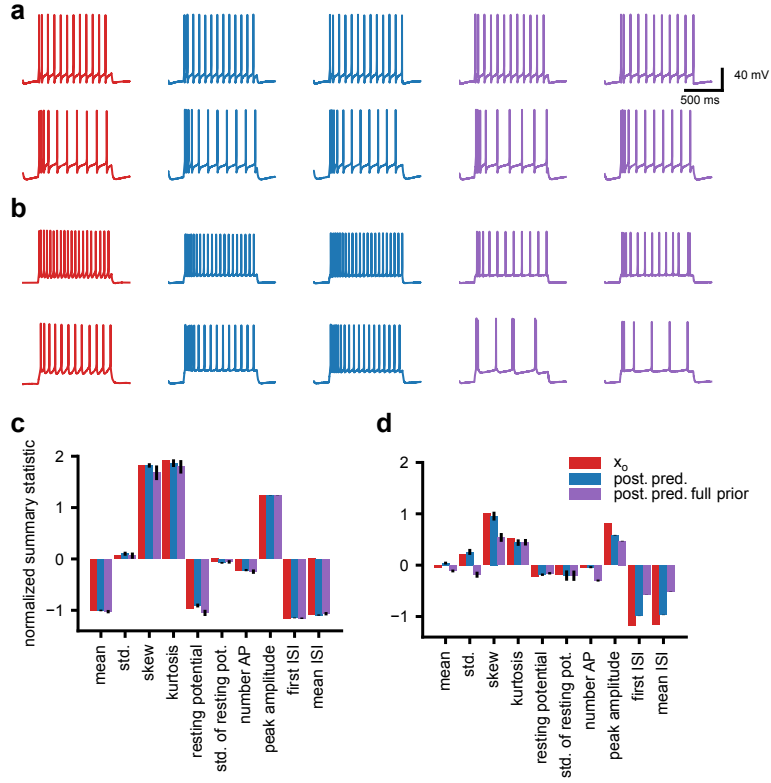 a
40 mV
500 ms
b
c
d
normalized summary statistic
2
1
0
−1
mean
std.
skew
kurtosis
resting potential
std. of resting pot.
number AP
peak amplitude
first ISI
mean ISI
2
1
0
−1
xₒ
post. pred.
post. pred. full prior
mean
std.
skew
kurtosis
resting potential
std. of resting pot.
number AP
peak amplitude
first ISI
mean ISI